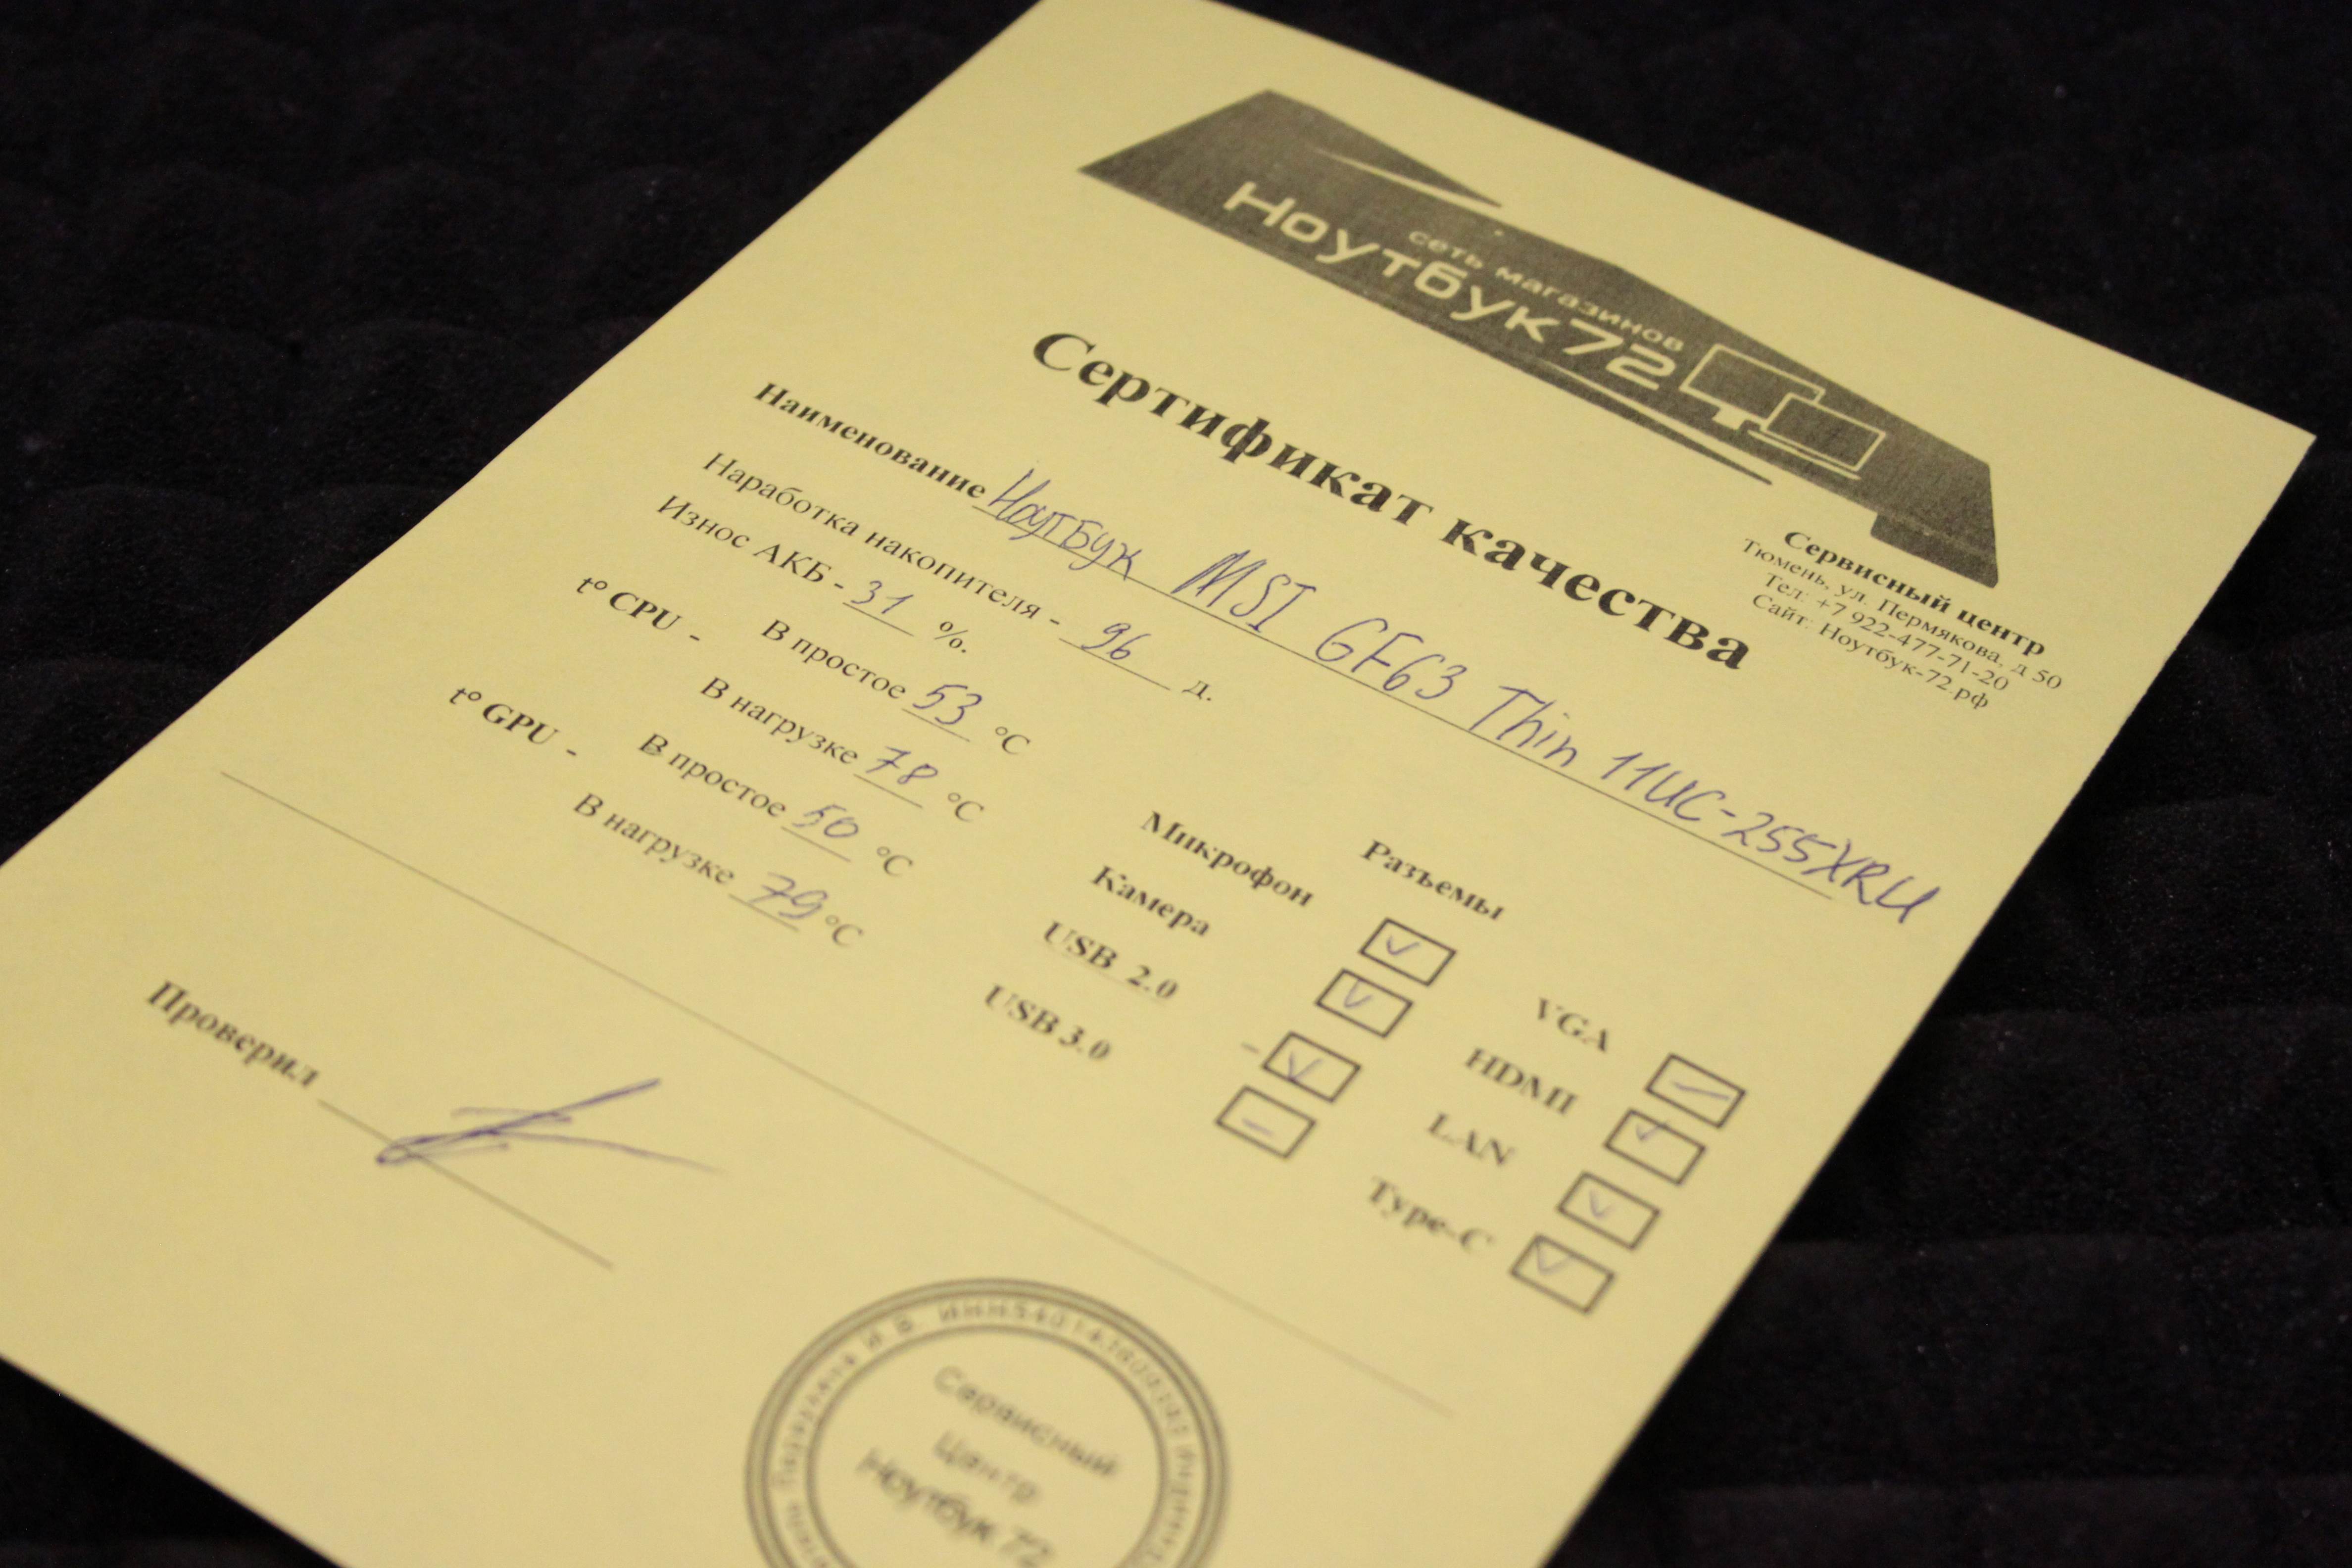 сеть магазинов
Ноутбук72
Сервисный центр
Тюмень, ул. Пермякова, д 50
Тел: +7 922-477-71-20
Сайт: Ноутбук-72.рф
Сертификат качества
Наименование Ноутбук MSI GF63 Thin 11UC-255XRU
Наработка накопителя - 96 д.
Износ АКБ - 31 %.
t° CPU - В простое 53 °C
В нагрузке 78 °C
t° GPU - В простое 50 °C
В нагрузке 79 °C
Разъемы
Микрофон ✓
Камера ✓
USB 2.0 - ✓
USB 3.0 –
VGA –
HDMI ✓
LAN ✓
Type-C ✓
Проверил
Сервисный
Центр
Ноутбук 72